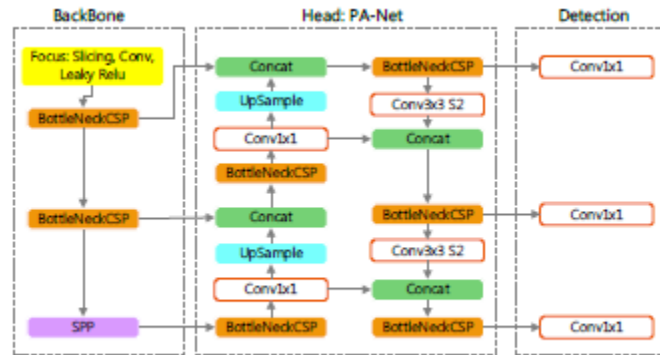 BackBone
Head: PA-Net
Detection
Focus: Slicing, Conv,
Leaky Relu
BottleNeckCSP
BottleNeckCSP
SPP
Concat
UpSample
Conv1x1
BottleNeckCSP
Concat
UpSample
Conv1x1
BottleNeckCSP
BottleNeckCSP
Conv3x3 S2
Concat
BottleNeckCSP
Conv3x3 S2
Concat
BottleNeckCSP
Conv1x1
Conv1x1
Conv1x1